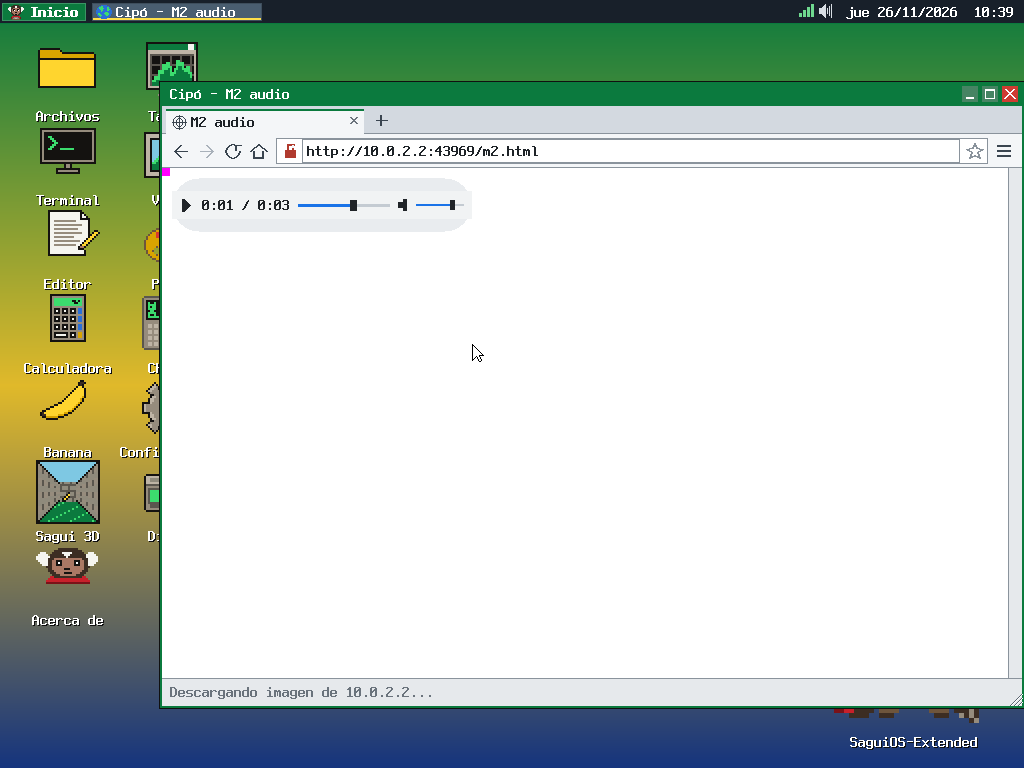 Inicio
Cipó - M2 audio
jue 26/11/2026 10:39
Archivos
Terminal
Editor
Calculadora
Banana
Confi
Sagui 3D
Acerca de
Cipó - M2 audio
M2 audio
http://10.0.2.2:43969/m2.html
0:01 / 0:03
Descargando imagen de 10.0.2.2...
SaguiOS-Extended